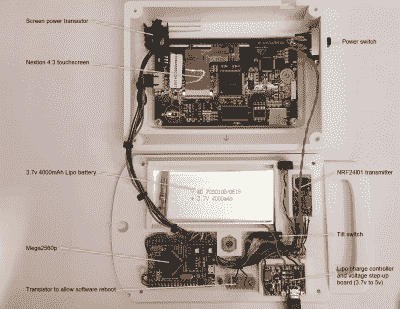 Screen power transistor
Power switch
Nextion 4.3 touchscreen
3.7v 4000mAh Lipo battery
NRF24l01 transmitter
Tilt switch
Mega2560p
Lipo charge controller
and voltage step up
board (3.7v to 5v)
Transistor to allow software reboot